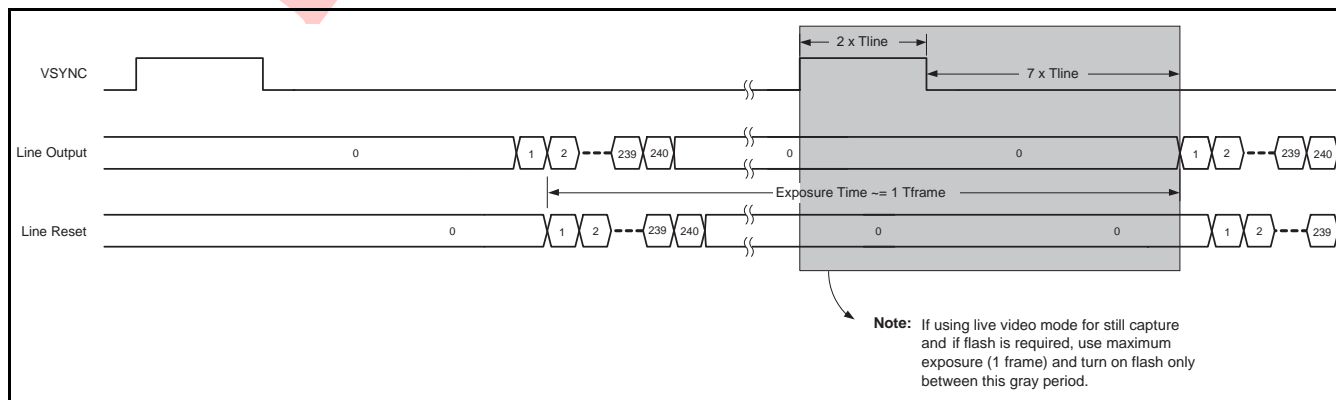 2 x Tline
VSYNC
7 x Tline
Line Output 0 1 2 239 240 0 0 1 2 239 240
Exposure Time ~= 1 Tframe
Line Reset 0 1 2 239 240 0 0 1 2 239
Note: If using live video mode for still capture
and if flash is required, use maximum
exposure (1 frame) and turn on flash only
between this gray period.